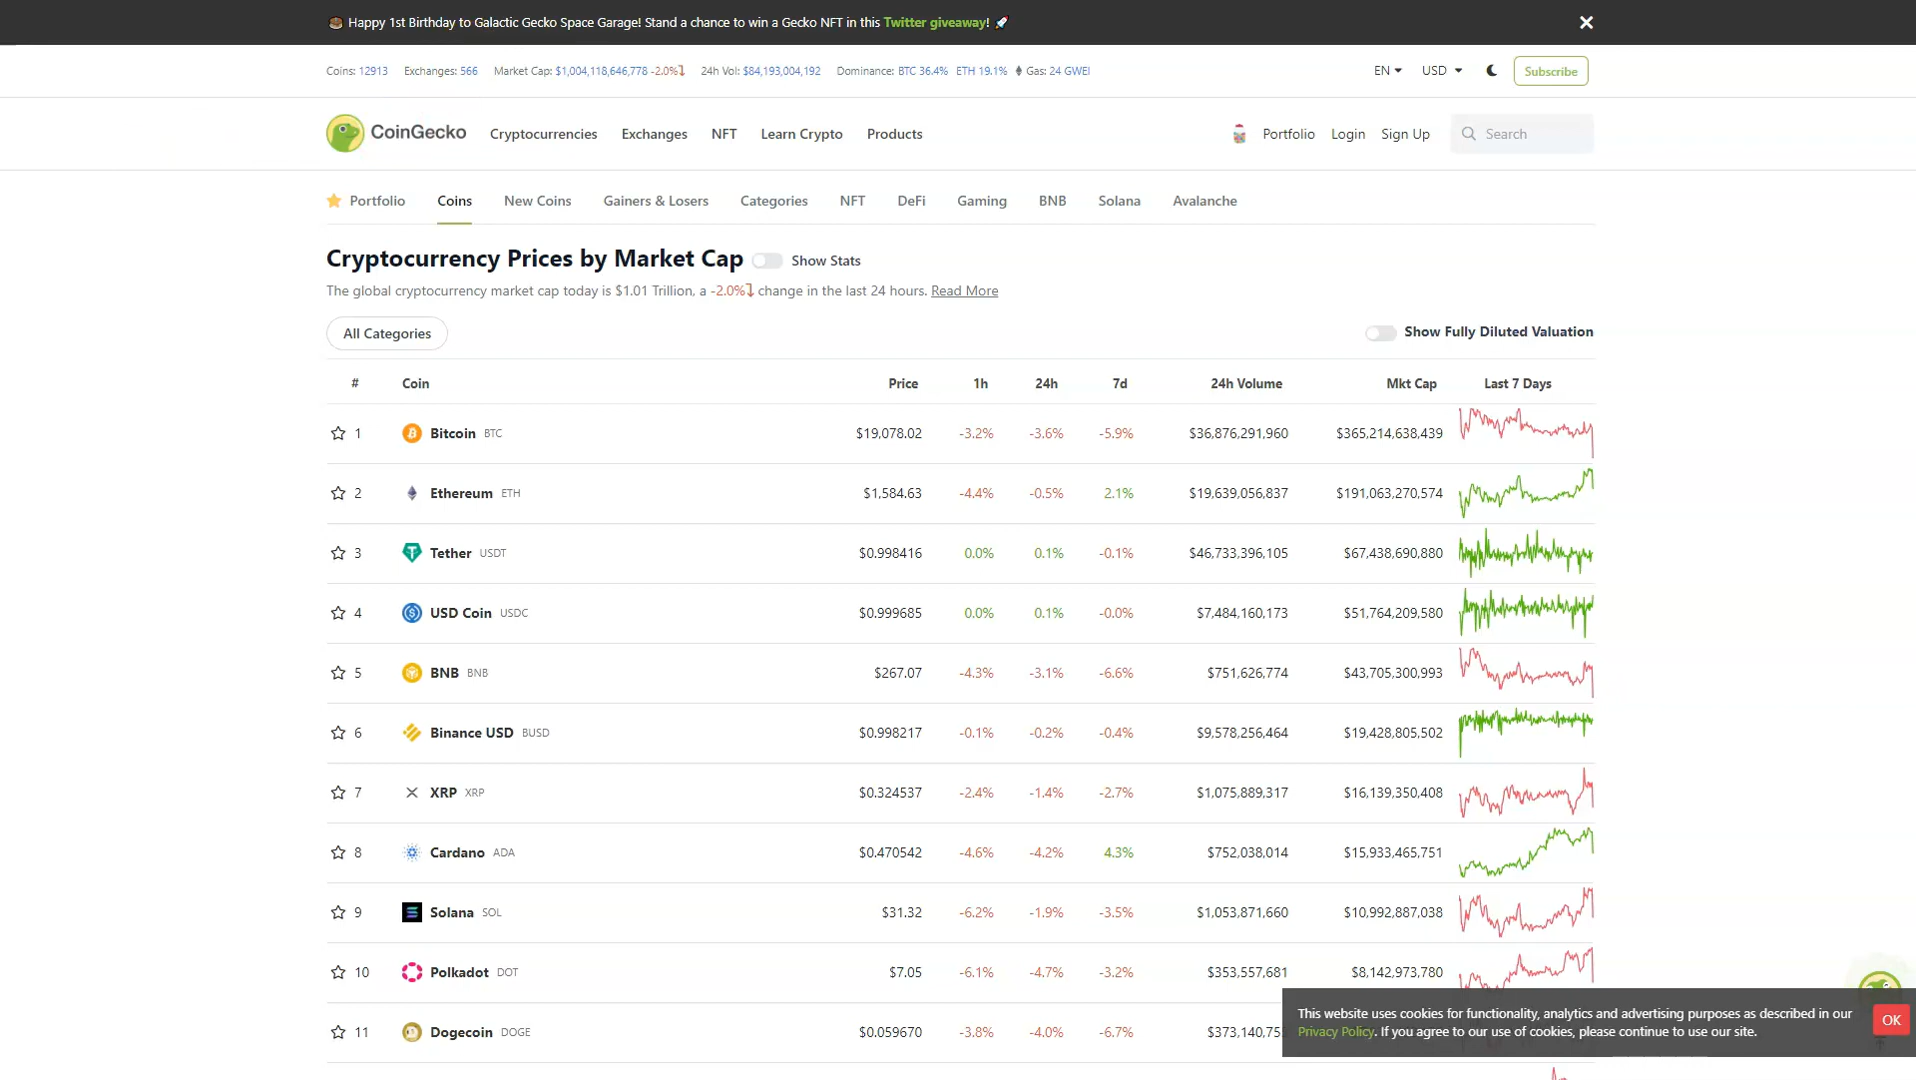 Happy 1st Birthday to Galactic Gecko Space Garage! Stand a chance to win a Gecko NFT in this Twitter giveaway!
Coins: 12913 Exchanges: 566 Market Cap: $1,004,118,646,778 -2.0% 24h Vol: $84,193,004,192 Dominance: BTC 36.4% ETH 19.1% Gas: 24 GWEI EN USD Subscribe
CoinGecko Cryptocurrencies Exchanges NFT Learn Crypto Products Portfolio Login Sign Up Search
Portfolio Coins New Coins Gainers & Losers Categories NFT DeFi Gaming BNB Solana Avalanche
Cryptocurrency Prices by Market Cap Show Stats
The global cryptocurrency market cap today is $1.01 Trillion, a -2.0% change in the last 24 hours. Read More
All Categories Show Fully Diluted Valuation
# Coin Price 1h 24h 7d 24h Volume Mkt Cap Last 7 Days
1 Bitcoin BTC $19,078.02 -3.2% -3.6% -5.9% $36,876,291,960 $365,214,638,439
2 Ethereum ETH $1,584.63 -4.4% -0.5% 2.1% $19,639,056,837 $191,063,270,574
3 Tether USDT $0.998416 0.0% 0.1% -0.1% $46,733,396,105 $67,438,690,880
4 USD Coin USDC $0.999685 0.0% 0.1% -0.0% $7,484,160,173 $51,764,209,580
5 BNB BNB $267.07 -4.3% -3.1% -6.6% $751,626,774 $43,705,300,993
6 Binance USD BUSD $0.998217 -0.1% -0.2% -0.4% $9,578,256,464 $19,428,805,502
7 XRP XRP $0.324537 -2.4% -1.4% -2.7% $1,075,889,317 $16,139,350,408
8 Cardano ADA $0.470542 -4.6% -4.2% 4.3% $752,038,014 $15,933,465,751
9 Solana SOL $31.32 -6.2% -1.9% -3.5% $1,053,871,660 $10,992,887,038
10 Polkadot DOT $7.05 -6.1% -4.7% -3.2% $353,557,681 $8,142,973,780
11 Dogecoin DOGE $0.059670 -3.8% -4.0% -6.7% $373,140,75
This website uses cookies for functionality, analytics and advertising purposes as described in our
Privacy Policy. If you agree to our use of cookies, please continue to use our site.
OK